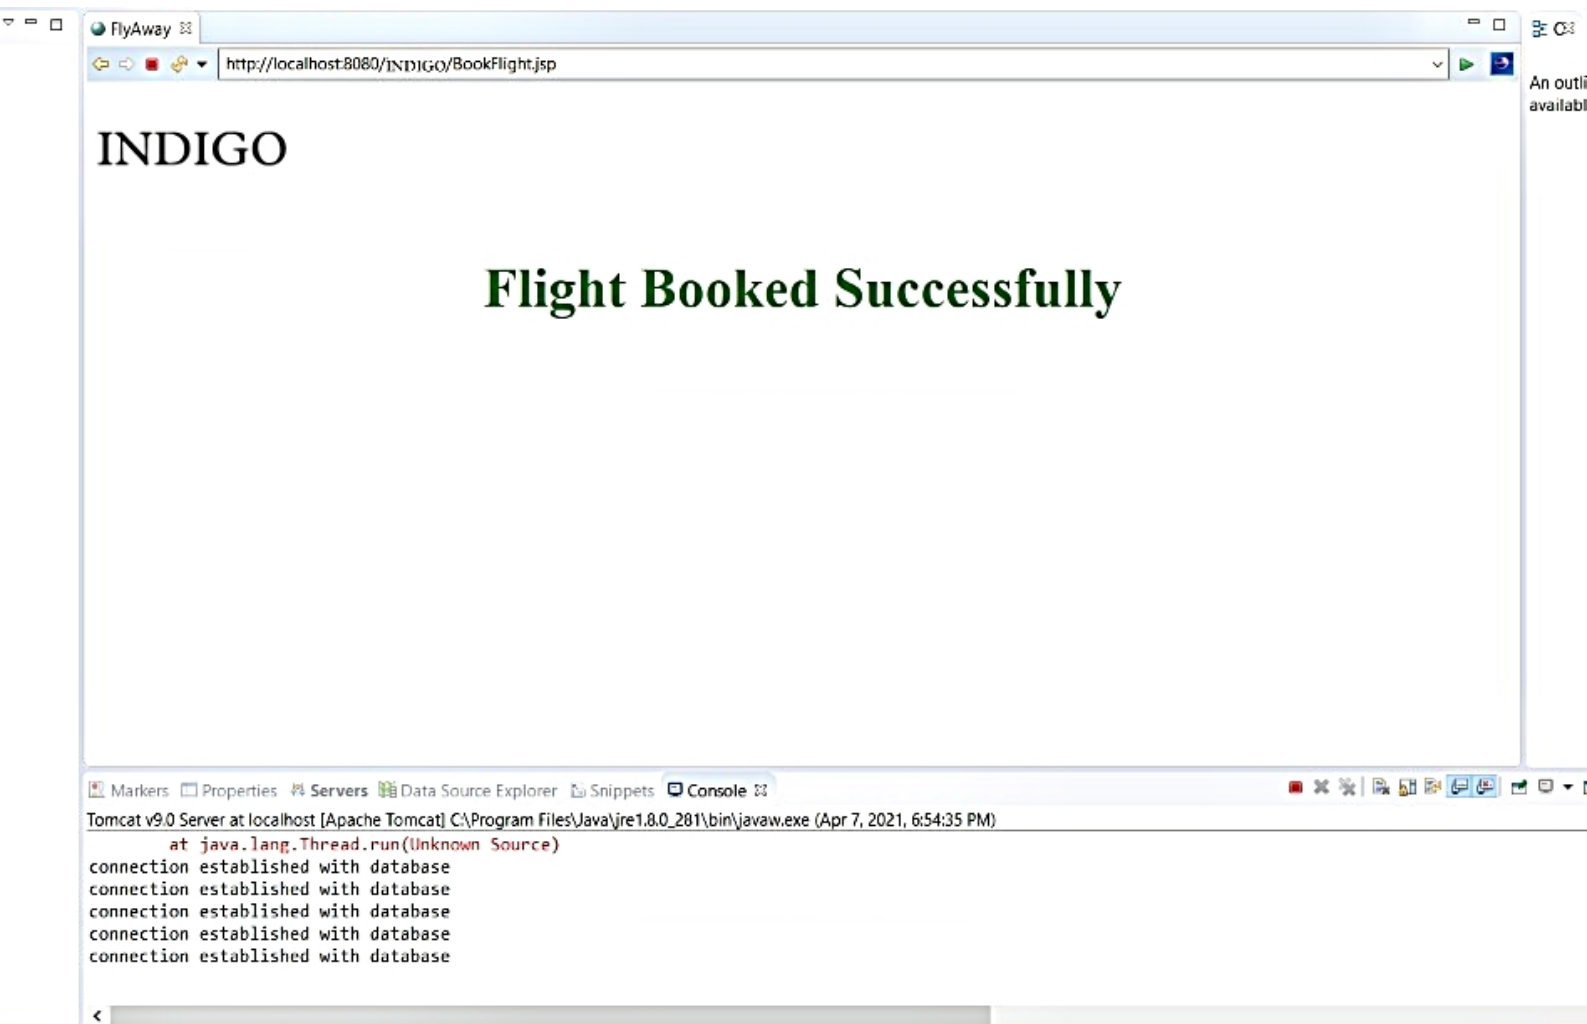 FlyAway
http://localhost:8080/INDIGO/BookFlight.jsp
An outli
availabl
INDIGO
Flight Booked Successfully
Markers Properties Servers Data Source Explorer Snippets Console
Tomcat v9.0 Server at localhost [Apache Tomcat] C:\Program Files\Java\jre1.8.0_281\bin\javaw.exe (Apr 7, 2021, 6:54:35 PM)
at java.lang.Thread.run(Unknown Source)
connection established with database
connection established with database
connection established with database
connection established with database
connection established with database